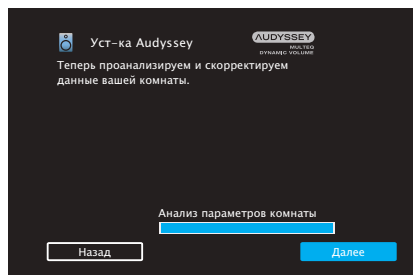 Уст-ка Audyssey
AUDYSSEY
MULTEQ
DYNAMIC VOLUME
Теперь проанализируем и скорректируем
данные вашей комнаты.
Анализ параметров комнаты
Назад
Далее